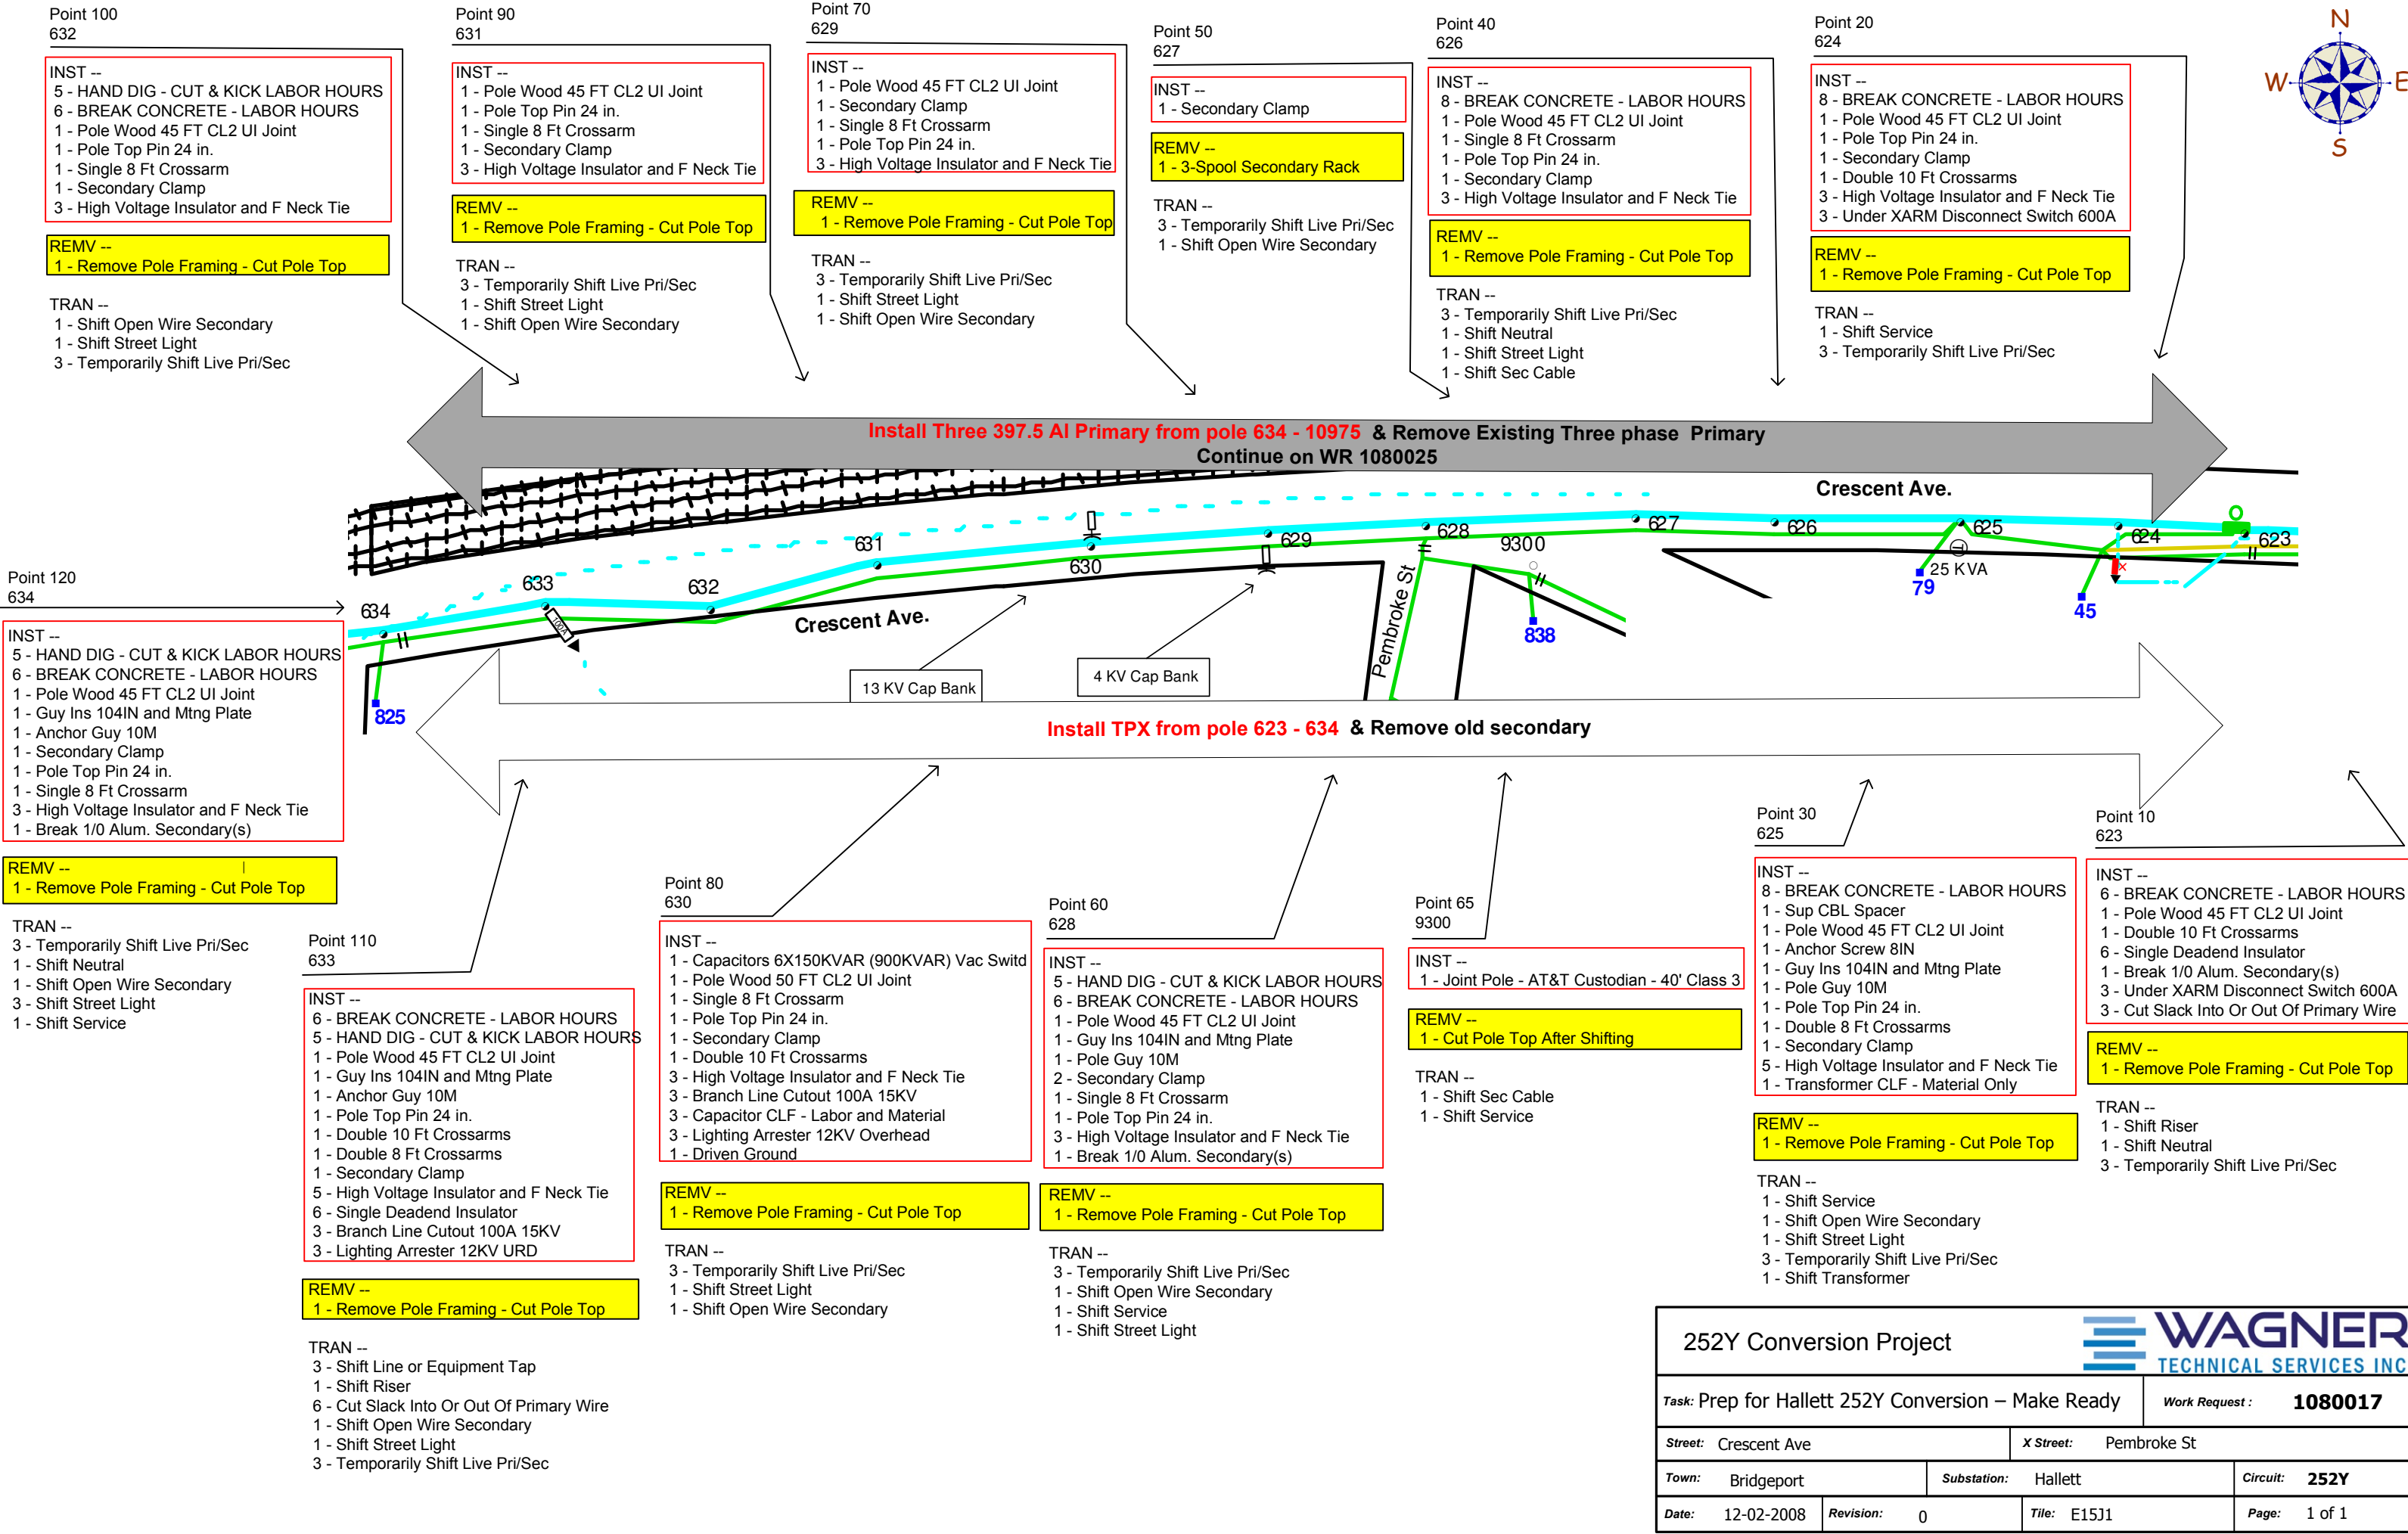 Point 100
632
INST --
5 - HAND DIG - CUT & KICK LABOR HOURS
6 - BREAK CONCRETE - LABOR HOURS
1 - Pole Wood 45 FT CL2 UI Joint
1 - Pole Top Pin 24 in.
1 - Single 8 Ft Crossarm
1 - Secondary Clamp
3 - High Voltage Insulator and F Neck Tie
REMV --
1 - Remove Pole Framing - Cut Pole Top
TRAN --
1 - Shift Open Wire Secondary
1 - Shift Street Light
3 - Temporarily Shift Live Pri/Sec
Point 90
631
INST --
1 - Pole Wood 45 FT CL2 UI Joint
1 - Pole Top Pin 24 in.
1 - Single 8 Ft Crossarm
1 - Secondary Clamp
3 - High Voltage Insulator and F Neck Tie
REMV --
1 - Remove Pole Framing - Cut Pole Top
TRAN --
3 - Temporarily Shift Live Pri/Sec
1 - Shift Street Light
1 - Shift Open Wire Secondary
Point 70
629
INST --
1 - Pole Wood 45 FT CL2 UI Joint
1 - Secondary Clamp
1 - Single 8 Ft Crossarm
1 - Pole Top Pin 24 in.
3 - High Voltage Insulator and F Neck Tie
REMV --
1 - Remove Pole Framing - Cut Pole Top
TRAN --
3 - Temporarily Shift Live Pri/Sec
1 - Shift Street Light
1 - Shift Open Wire Secondary
Point 50
627
INST --
1 - Secondary Clamp
REMV --
1 - 3-Spool Secondary Rack
TRAN --
3 - Temporarily Shift Live Pri/Sec
1 - Shift Open Wire Secondary
Point 40
626
INST --
8 - BREAK CONCRETE - LABOR HOURS
1 - Pole Wood 45 FT CL2 UI Joint
1 - Single 8 Ft Crossarm
1 - Pole Top Pin 24 in.
1 - Secondary Clamp
3 - High Voltage Insulator and F Neck Tie
REMV --
1 - Remove Pole Framing - Cut Pole Top
TRAN --
3 - Temporarily Shift Live Pri/Sec
1 - Shift Neutral
1 - Shift Street Light
1 - Shift Sec Cable
Point 20
624
INST --
8 - BREAK CONCRETE - LABOR HOURS
1 - Pole Wood 45 FT CL2 UI Joint
1 - Pole Top Pin 24 in.
1 - Secondary Clamp
1 - Double 10 Ft Crossarms
3 - High Voltage Insulator and F Neck Tie
3 - Under XARM Disconnect Switch 600A
REMV --
1 - Remove Pole Framing - Cut Pole Top
TRAN --
1 - Shift Service
3 - Temporarily Shift Live Pri/Sec
N
W
E
S
Install Three 397.5 Al Primary from pole 634 - 10975 & Remove Existing Three phase Primary
Continue on WR 1080025
Crescent Ave.
634
633
632
631
630
629
628
627
626
625
624
623
9300
100A
T
25 KVA
79
45
838
825
Crescent Ave.
Pembroke St
13 KV Cap Bank
4 KV Cap Bank
Install TPX from pole 623 - 634 & Remove old secondary
Point 120
634
INST --
5 - HAND DIG - CUT & KICK LABOR HOURS
6 - BREAK CONCRETE - LABOR HOURS
1 - Pole Wood 45 FT CL2 UI Joint
1 - Guy Ins 104IN and Mtng Plate
1 - Anchor Guy 10M
1 - Secondary Clamp
1 - Pole Top Pin 24 in.
1 - Single 8 Ft Crossarm
3 - High Voltage Insulator and F Neck Tie
1 - Break 1/0 Alum. Secondary(s)
REMV --
1 - Remove Pole Framing - Cut Pole Top
TRAN --
3 - Temporarily Shift Live Pri/Sec
1 - Shift Neutral
1 - Shift Open Wire Secondary
3 - Shift Street Light
1 - Shift Service
Point 110
633
INST --
6 - BREAK CONCRETE - LABOR HOURS
5 - HAND DIG - CUT & KICK LABOR HOURS
1 - Pole Wood 45 FT CL2 UI Joint
1 - Guy Ins 104IN and Mtng Plate
1 - Anchor Guy 10M
1 - Pole Top Pin 24 in.
1 - Double 10 Ft Crossarms
1 - Double 8 Ft Crossarms
1 - Secondary Clamp
5 - High Voltage Insulator and F Neck Tie
6 - Single Deadend Insulator
3 - Branch Line Cutout 100A 15KV
3 - Lighting Arrester 12KV URD
REMV --
1 - Remove Pole Framing - Cut Pole Top
TRAN --
3 - Shift Line or Equipment Tap
1 - Shift Riser
6 - Cut Slack Into Or Out Of Primary Wire
1 - Shift Open Wire Secondary
1 - Shift Street Light
3 - Temporarily Shift Live Pri/Sec
Point 80
630
INST --
1 - Capacitors 6X150KVAR (900KVAR) Vac Switd
1 - Pole Wood 50 FT CL2 UI Joint
1 - Single 8 Ft Crossarm
1 - Pole Top Pin 24 in.
1 - Secondary Clamp
1 - Double 10 Ft Crossarms
3 - High Voltage Insulator and F Neck Tie
3 - Branch Line Cutout 100A 15KV
3 - Capacitor CLF - Labor and Material
3 - Lighting Arrester 12KV Overhead
1 - Driven Ground
REMV --
1 - Remove Pole Framing - Cut Pole Top
TRAN --
3 - Temporarily Shift Live Pri/Sec
1 - Shift Street Light
1 - Shift Open Wire Secondary
Point 60
628
INST --
5 - HAND DIG - CUT & KICK LABOR HOURS
6 - BREAK CONCRETE - LABOR HOURS
1 - Pole Wood 45 FT CL2 UI Joint
1 - Guy Ins 104IN and Mtng Plate
1 - Pole Guy 10M
2 - Secondary Clamp
1 - Single 8 Ft Crossarm
1 - Pole Top Pin 24 in.
3 - High Voltage Insulator and F Neck Tie
1 - Break 1/0 Alum. Secondary(s)
REMV --
1 - Remove Pole Framing - Cut Pole Top
TRAN --
3 - Temporarily Shift Live Pri/Sec
1 - Shift Open Wire Secondary
1 - Shift Service
1 - Shift Street Light
Point 65
9300
INST --
1 - Joint Pole - AT&T Custodian - 40' Class 3
REMV --
1 - Cut Pole Top After Shifting
TRAN --
1 - Shift Sec Cable
1 - Shift Service
Point 30
625
INST --
8 - BREAK CONCRETE - LABOR HOURS
1 - Sup CBL Spacer
1 - Pole Wood 45 FT CL2 UI Joint
1 - Anchor Screw 8IN
1 - Guy Ins 104IN and Mtng Plate
1 - Pole Guy 10M
1 - Pole Top Pin 24 in.
1 - Double 8 Ft Crossarms
1 - Secondary Clamp
5 - High Voltage Insulator and F Neck Tie
1 - Transformer CLF - Material Only
REMV --
1 - Remove Pole Framing - Cut Pole Top
TRAN --
1 - Shift Service
1 - Shift Open Wire Secondary
1 - Shift Street Light
3 - Temporarily Shift Live Pri/Sec
1 - Shift Transformer
Point 10
623
INST --
6 - BREAK CONCRETE - LABOR HOURS
1 - Pole Wood 45 FT CL2 UI Joint
1 - Double 10 Ft Crossarms
6 - Single Deadend Insulator
1 - Break 1/0 Alum. Secondary(s)
3 - Under XARM Disconnect Switch 600A
3 - Cut Slack Into Or Out Of Primary Wire
REMV --
1 - Remove Pole Framing - Cut Pole Top
TRAN --
1 - Shift Riser
1 - Shift Neutral
3 - Temporarily Shift Live Pri/Sec
252Y Conversion Project
WAGNER
TECHNICAL SERVICES INC
Task: Prep for Hallett 252Y Conversion – Make Ready
Work Request : 1080017
Street: Crescent Ave
X Street: Pembroke St
Town: Bridgeport
Substation: Hallett
Circuit: 252Y
Date: 12-02-2008
Revision: 0
Tile: E15J1
Page: 1 of 1